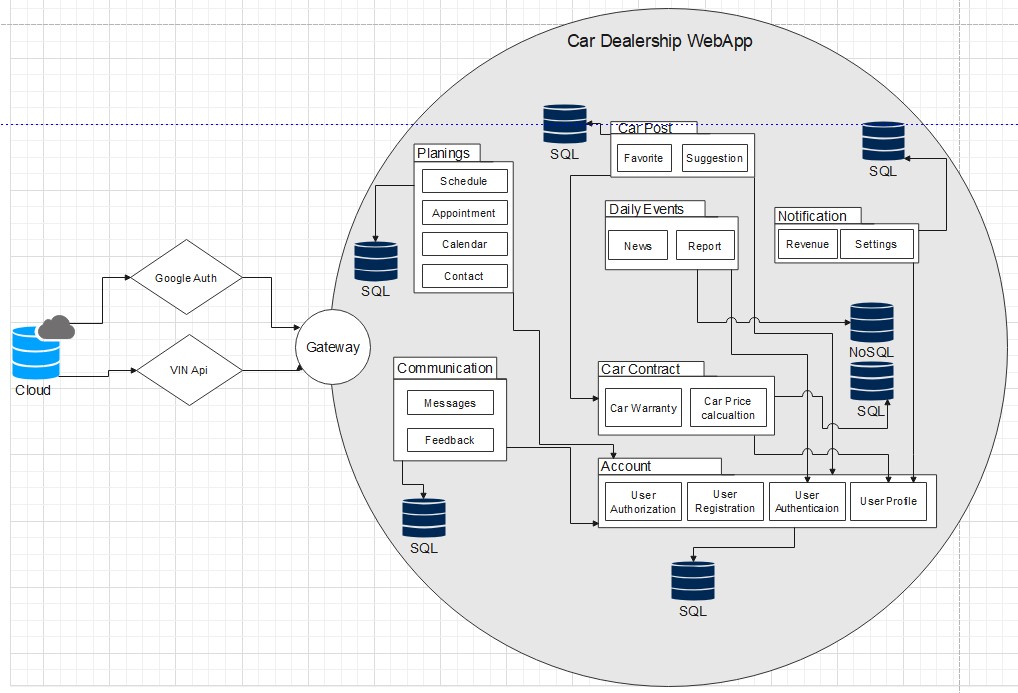 Car Dealership WebApp
SQL
Car Post
Favorite
Suggestion
SQL
Planings
Schedule
Appointment
Calendar
Contact
SQL
Daily Events
News
Report
Notification
Revenue
Settings
Google Auth
VIN Api
Cloud
Gateway
NoSQL
SQL
Communication
Messages
Feedback
SQL
Car Contract
Car Warranty
Car Price
calcualtion
Account
User
Authorization
User
Registration
User
Authenticaion
User Profile
SQL